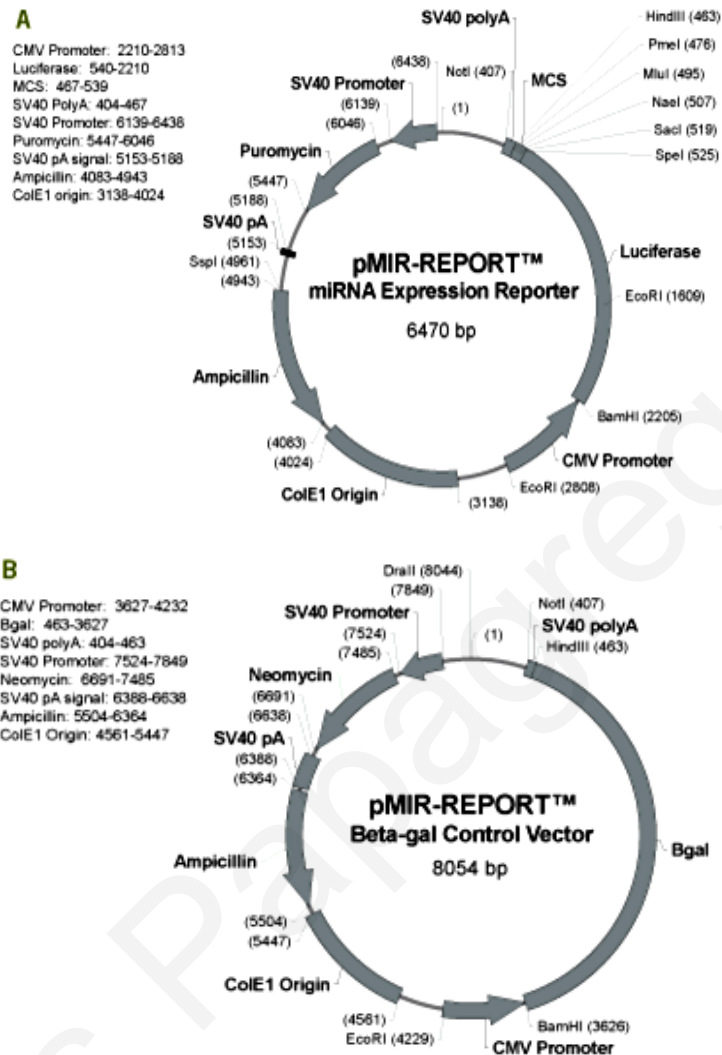 A
CMV Promoter: 2210-2813
Luciferase: 540-2210
MCS: 467-539
SV40 PolyA: 404-467
SV40 Promoter: 6139-6438
Puromycin: 5447-6046
SV40 pA signal: 5153-5188
Ampicillin: 4083-4943
ColE1 origin: 3138-4024
SV40 polyA
HindIII (463)
PmeI (476)
MluI (495)
NaeI (507)
SacI (519)
SpeI (525)
(6438)
NotI (407)
MCS
SV40 Promoter
(6139)
(6046)
(1)
Puromycin
(5447)
(5188)
SV40 pA
(5153)
SspI (4961)
(4943)
pMIR-REPORT™
miRNA Expression Reporter
6470 bp
Luciferase
EcoRI (1609)
Ampicillin
BamHI (2205)
(4083)
(4024)
CMV Promoter
ColE1 Origin
EcoRI (2808)
(3138)
B
CMV Promoter: 3627-4232
Bgal: 463-3627
SV40 polyA: 404-463
SV40 Promoter: 7524-7849
Neomycin: 6691-7485
SV40 pA signal: 6388-6638
Ampicillin: 5504-6364
ColE1 Origin: 4561-5447
DraII (8044)
(7849)
SV40 Promoter
(7524)
(7485)
(1)
NotI (407)
SV40 polyA
HindIII (463)
Neomycin
(6691)
(6638)
SV40 pA
(6388)
(6364)
pMIR-REPORT™
Beta-gal Control Vector
8054 bp
Bgal
Ampicillin
(5504)
(5447)
ColE1 Origin
(4561)
EcoRI (4229)
BamHI (3626)
CMV Promoter